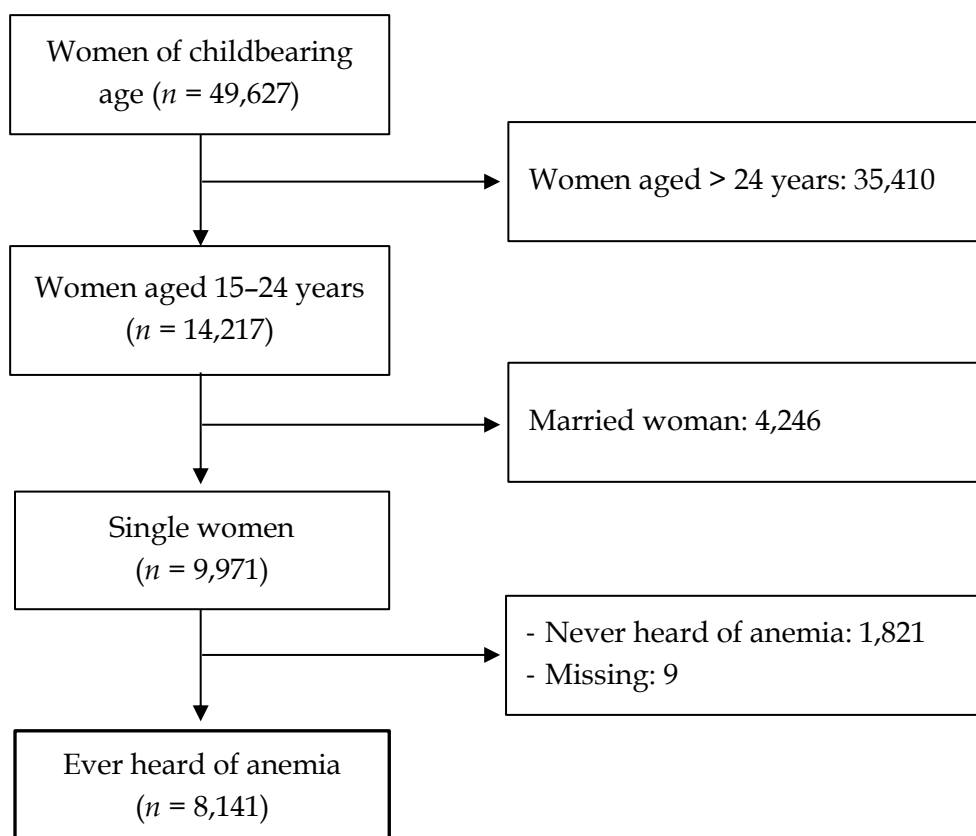 Women of childbearing
age (n = 49,627)
Women aged > 24 years: 35,410
Women aged 15–24 years
(n = 14,217)
Married woman: 4,246
Single women
(n = 9,971)
- Never heard of anemia: 1,821
- Missing: 9
Ever heard of anemia
(n = 8,141)